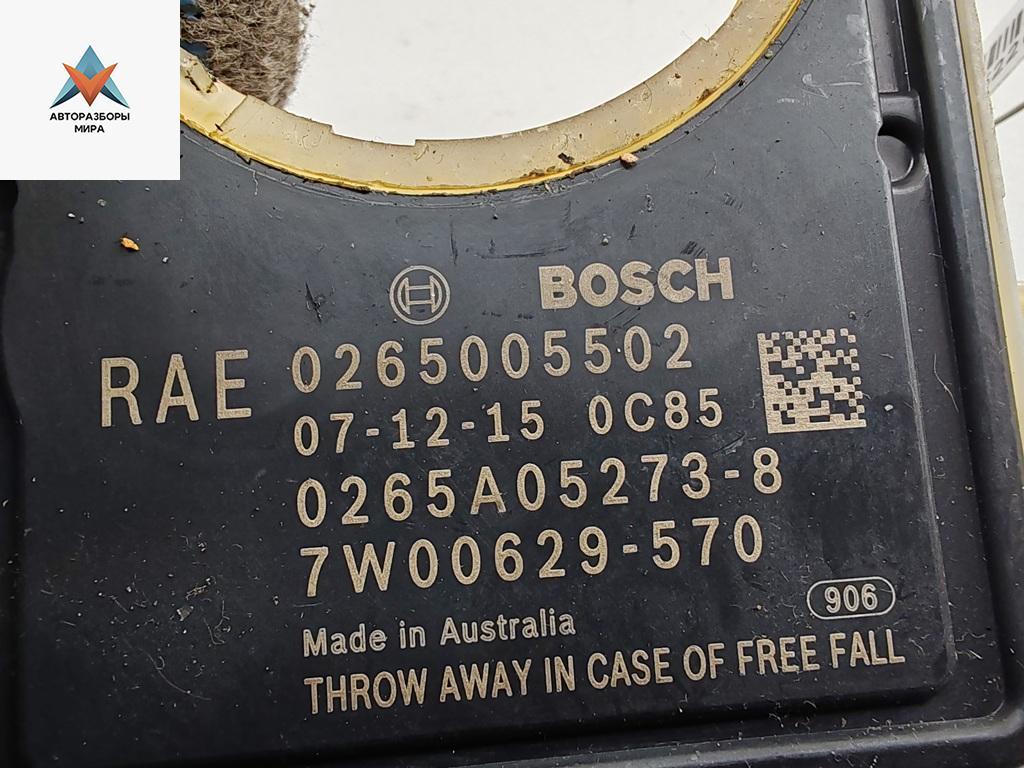 АВТОРАЗБОРЫ
МИРА
BOSCH
RAE 0265005502
07-12-15 0C85
0265A05273-8
7W00629-570
906
Made in Australia
THROW AWAY IN CASE OF FREE FALL